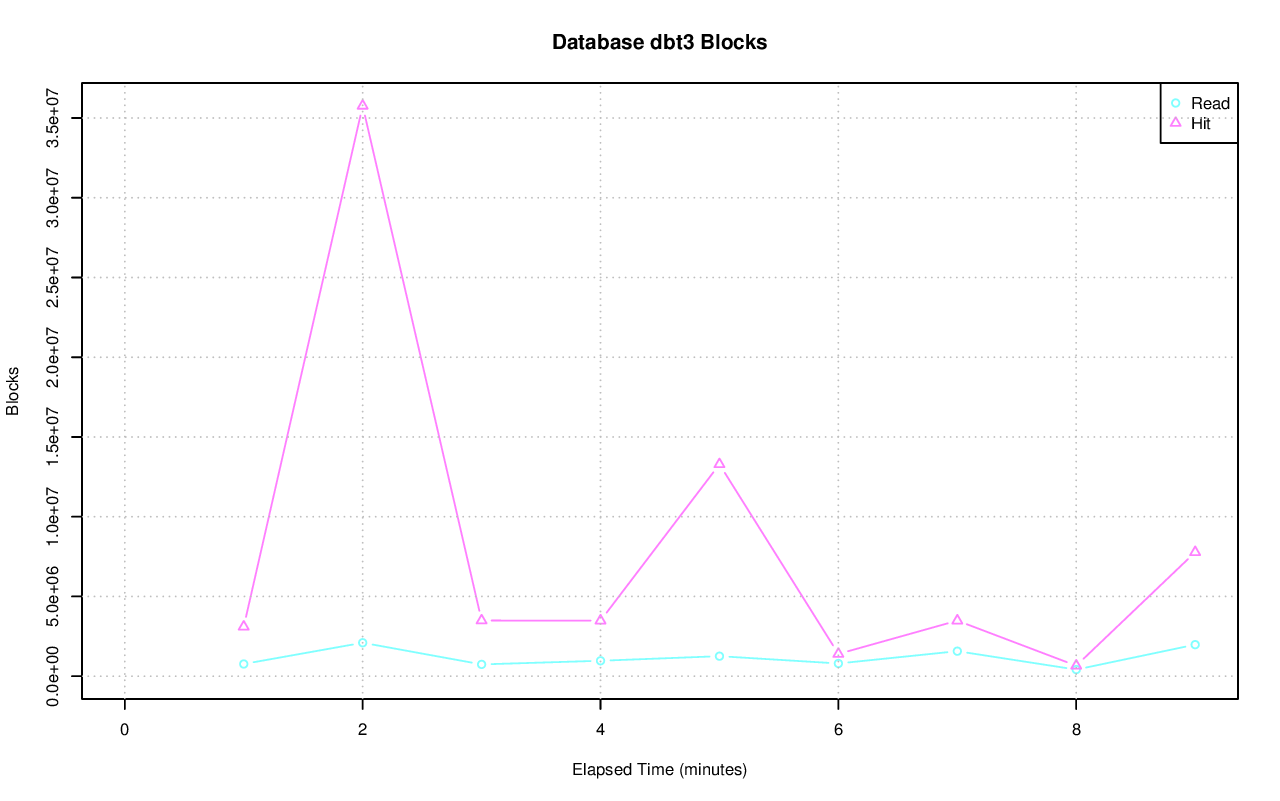 Database dbt3 Blocks
Read
Hit
3.5e+07
3.0e+07
2.5e+07
2.0e+07
1.5e+07
1.0e+07
5.0e+06
0.0e+00
Blocks
0 2 4 6 8
Elapsed Time (minutes)